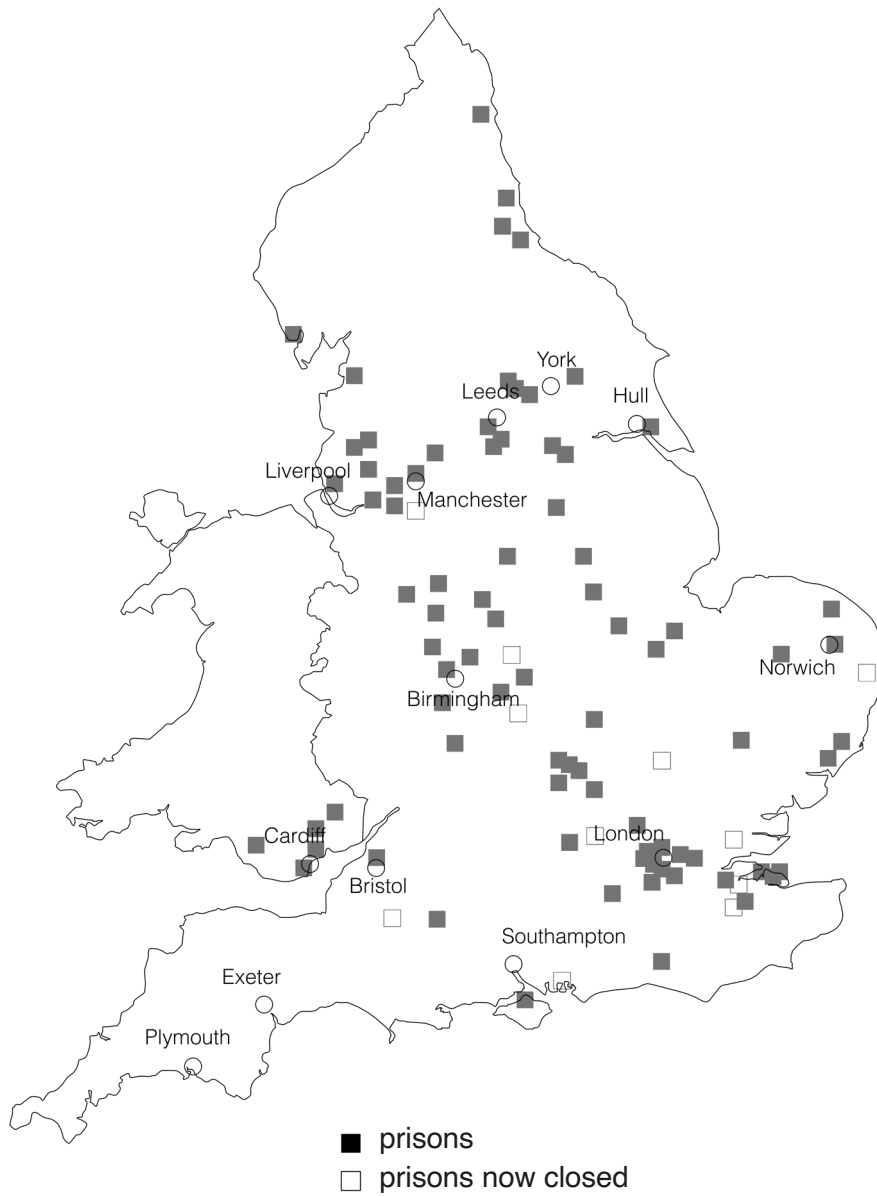 York
Leeds
Hull
Liverpool
Manchester
Norwich
Birmingham
Cardiff
London
Bristol
Southampton
Exeter
Plymouth
prisons
prisons now closed